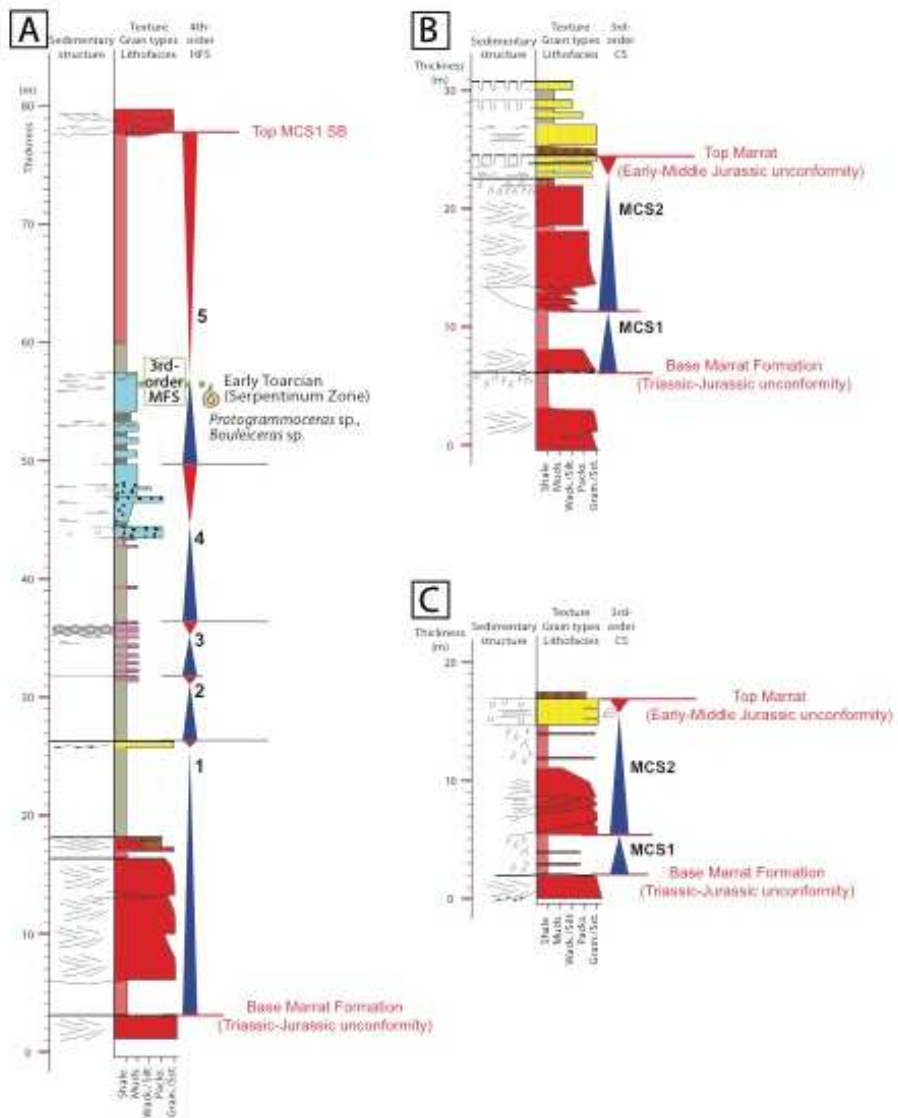 A
Sedimentary
structure
Texture
Grain types
Lithofacies
4th-
order
HFS
(m)
Thickness
80
70
60
50
40
30
20
10
0
Top MCS1 SB
5
3rd-
order
MFS
Early Toarcian
(Serpentinum Zone)
Protogrammoceras sp.,
Bouleiceras sp.
4
3
2
1
Base Marrat Formation
(Triassic-Jurassic unconformity)
Shale
Muds.
Wack./Silt.
Packs.
Grain./Sst.
B
Thickness
(m)
Sedimentary
structure
Texture
Grain types
Lithofacies
3rd-
order
CS
30
20
10
0
Top Marrat
(Early-Middle Jurassic unconformity)
MCS2
MCS1
Base Marrat Formation
(Triassic-Jurassic unconformity)
Shale
Muds.
Wack./Silt.
Packs.
Grain./Sst.
C
Thickness
(m)
Sedimentary
structure
Texture
Grain types
Lithofacies
3rd-
order
CS
20
10
0
Top Marrat
(Early-Middle Jurassic unconformity)
MCS2
MCS1
Base Marrat Formation
(Triassic-Jurassic unconformity)
Shale
Muds.
Wack./Silt.
Packs.
Grain./Sst.